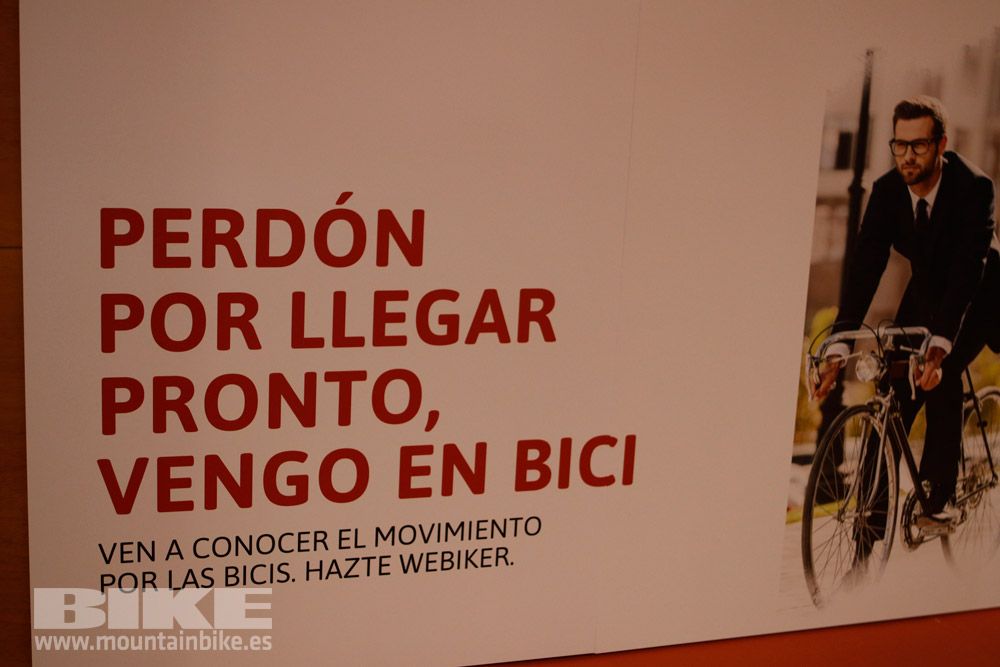 PERDÓN
POR LLEGAR
PRONTO,
VENGO EN BICI
VEN A CONOCER EL MOVIMIENTO
POR LAS BICIS. HAZTE WEBIKER.
BIKE
www.mountainbike.es